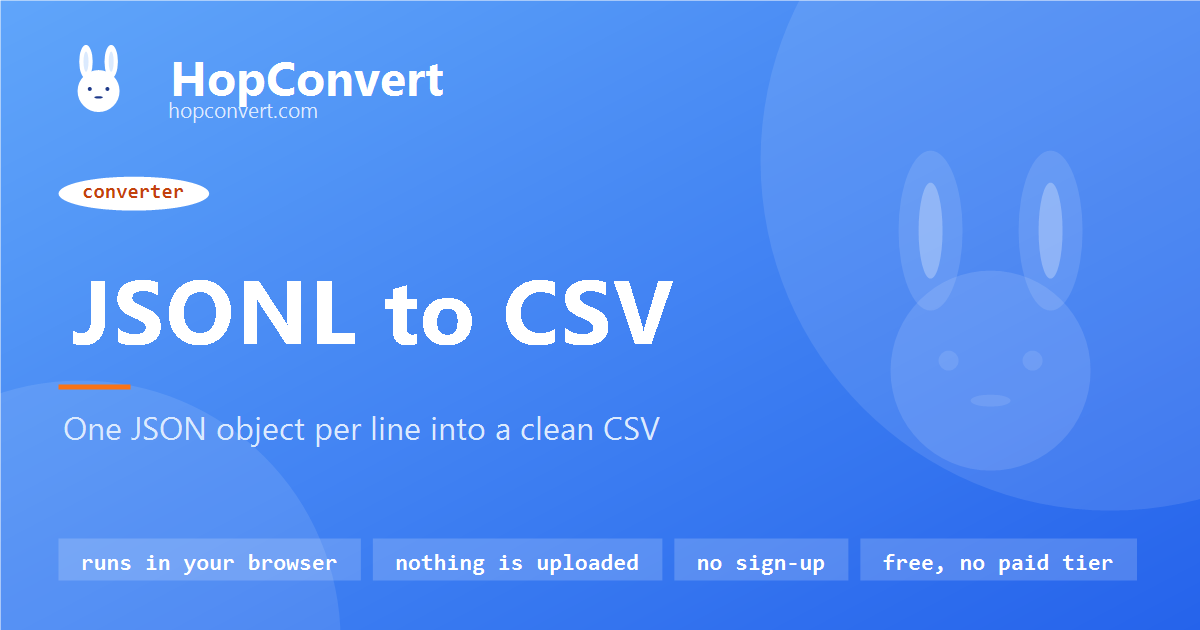 HopConvert
hopconvert.com
converter
JSONL to CSV
One JSON object per line into a clean CSV
runs in your browser
nothing is uploaded
no sign-up
free, no paid tier